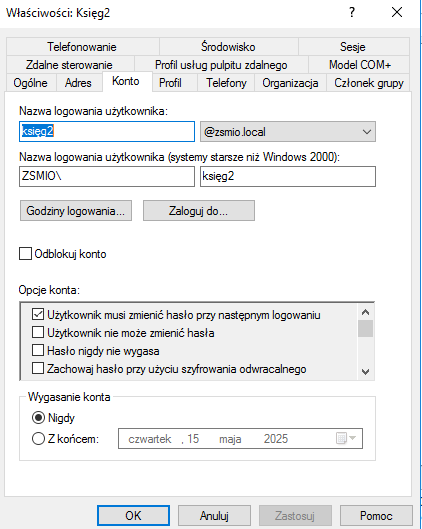 Właściwości: Księg2
Telefonowanie Środowisko Sesje
Zdalne sterowanie Profil usług pulpitu zdalnego Model COM+
Ogólne Adres Konto Profil Telefony Organizacja Członek grupy
Nazwa logowania użytkownika:
księg2 @zsmio.local
Nazwa logowania użytkownika (systemy starsze niż Windows 2000):
ZSMIO\ księg2
Godziny logowania... Zaloguj do...
Odblokuj konto
Opcje konta:
Użytkownik musi zmienić hasło przy następnym logowaniu
Użytkownik nie może zmienić hasła
Hasło nigdy nie wygasa
Zachowaj hasło przy użyciu szyfrowania odwracalnego
Wygasanie konta
Nigdy
Z końcem: czwartek , 15 maja 2025
OK Anuluj Zastosuj Pomoc